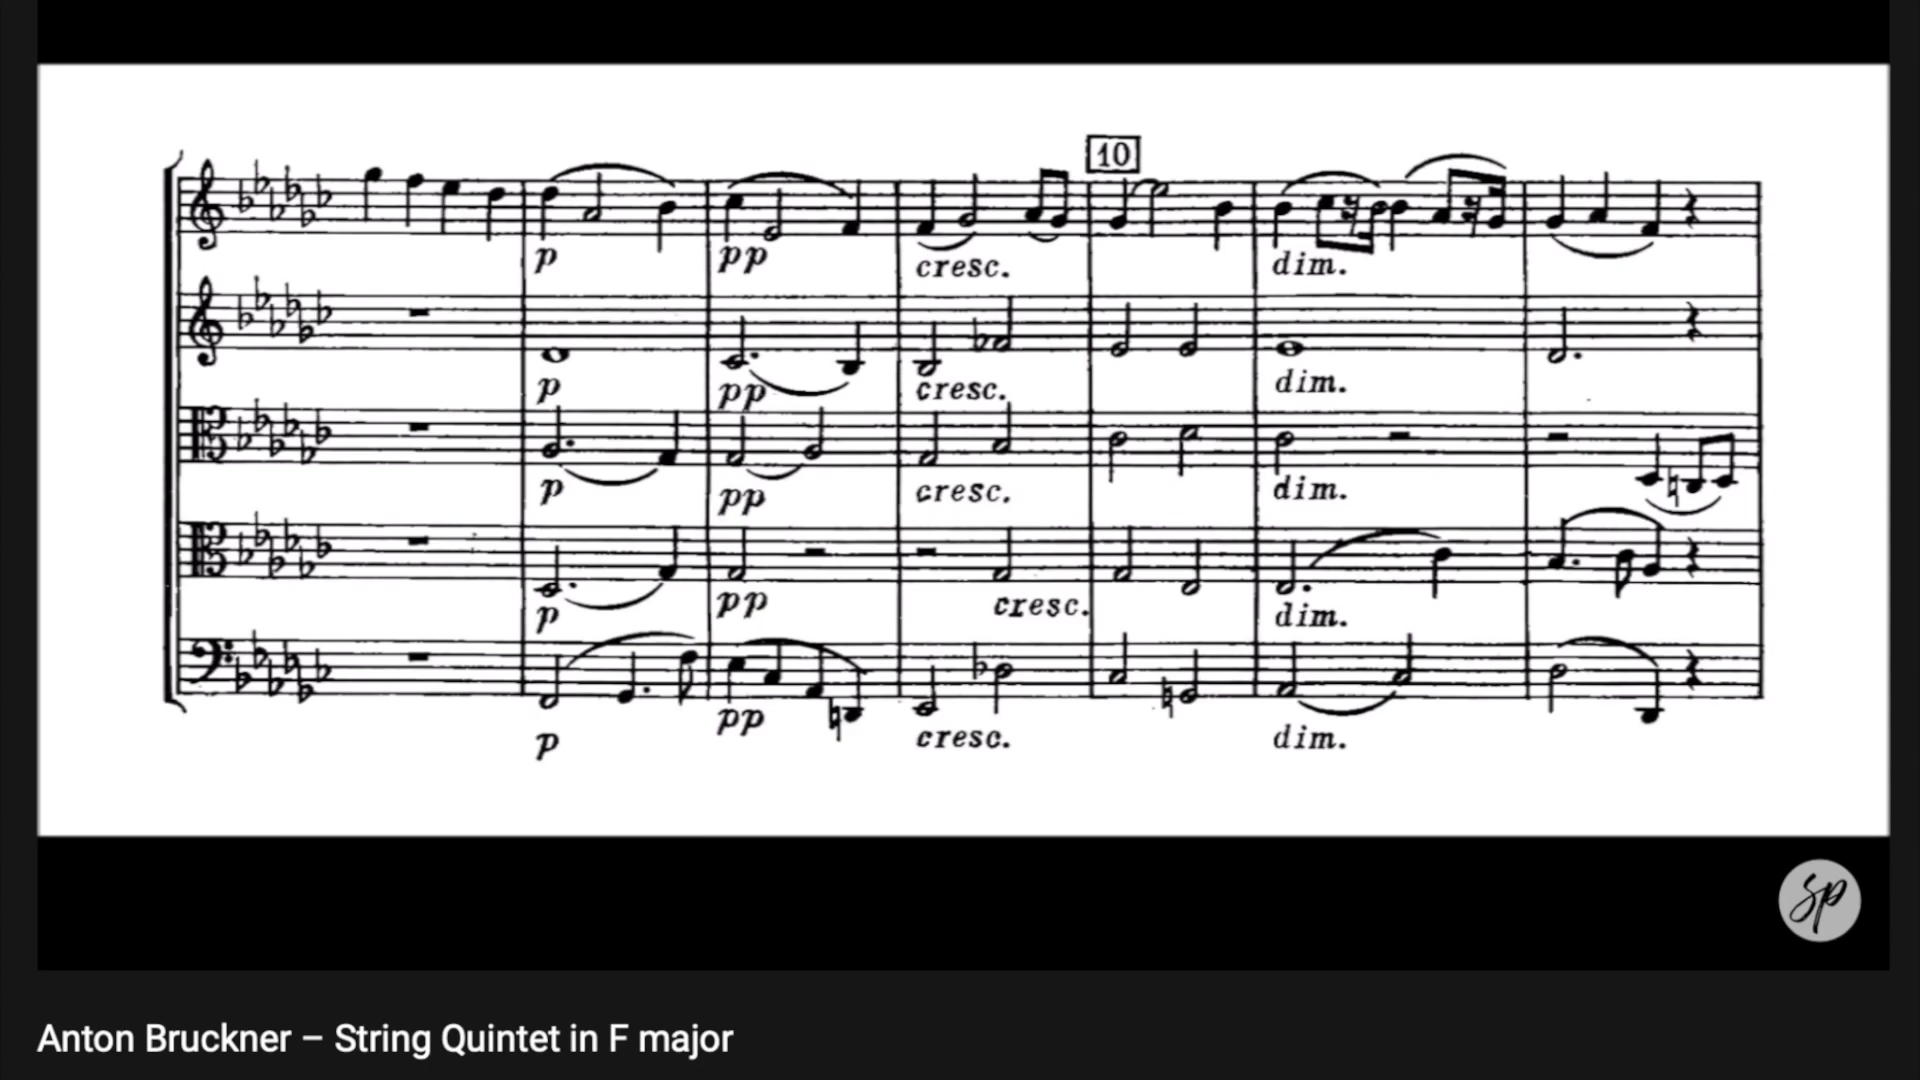 10
p pp cresc. dim.
p pp cresc. dim.
p pp cresc. dim.
p pp cresc. dim.
p pp cresc. dim.
sp
Anton Bruckner – String Quintet in F major